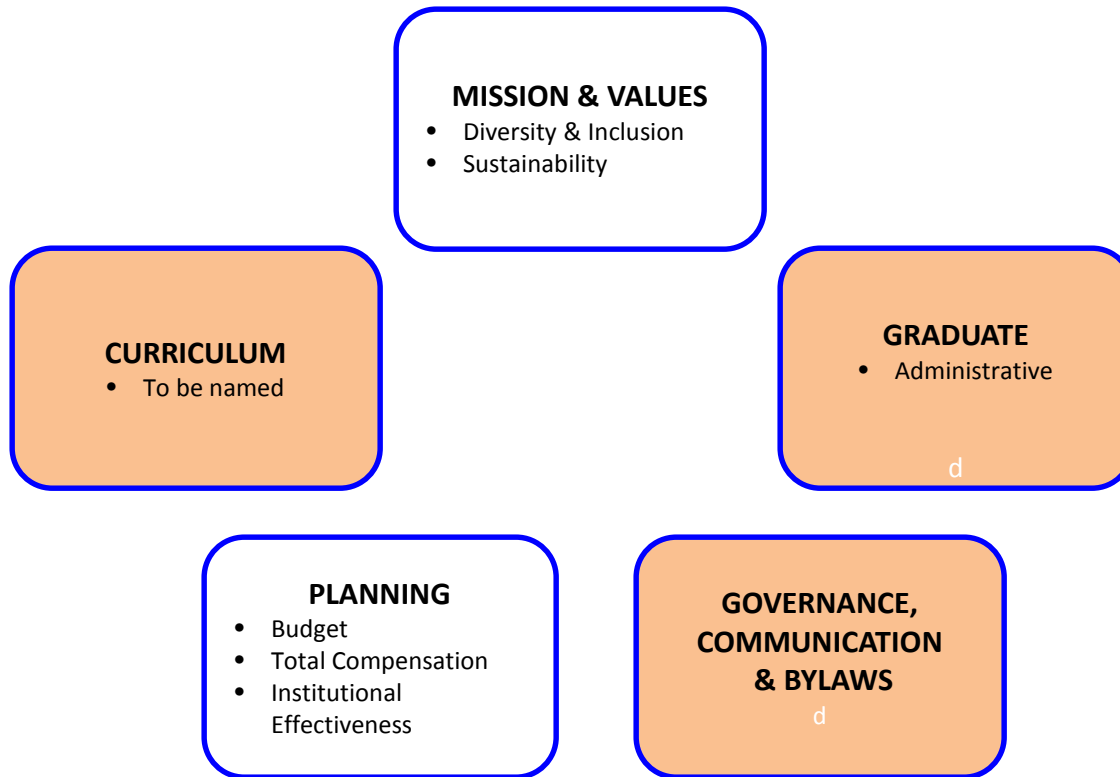 MISSION & VALUES
• Diversity & Inclusion
• Sustainability
CURRICULUM
• To be named
GRADUATE
• Administrative
d
PLANNING
• Budget
• Total Compensation
• Institutional
Effectiveness
GOVERNANCE,
COMMUNICATION
& BYLAWS
d